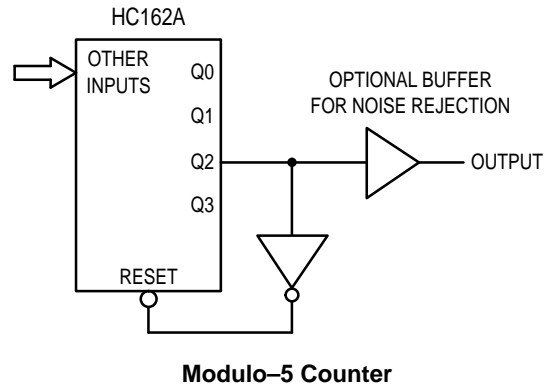 HC162A
OTHER
INPUTS
Q0
Q1
Q2
Q3
RESET
OPTIONAL BUFFER
FOR NOISE REJECTION
OUTPUT
Modulo–5 Counter